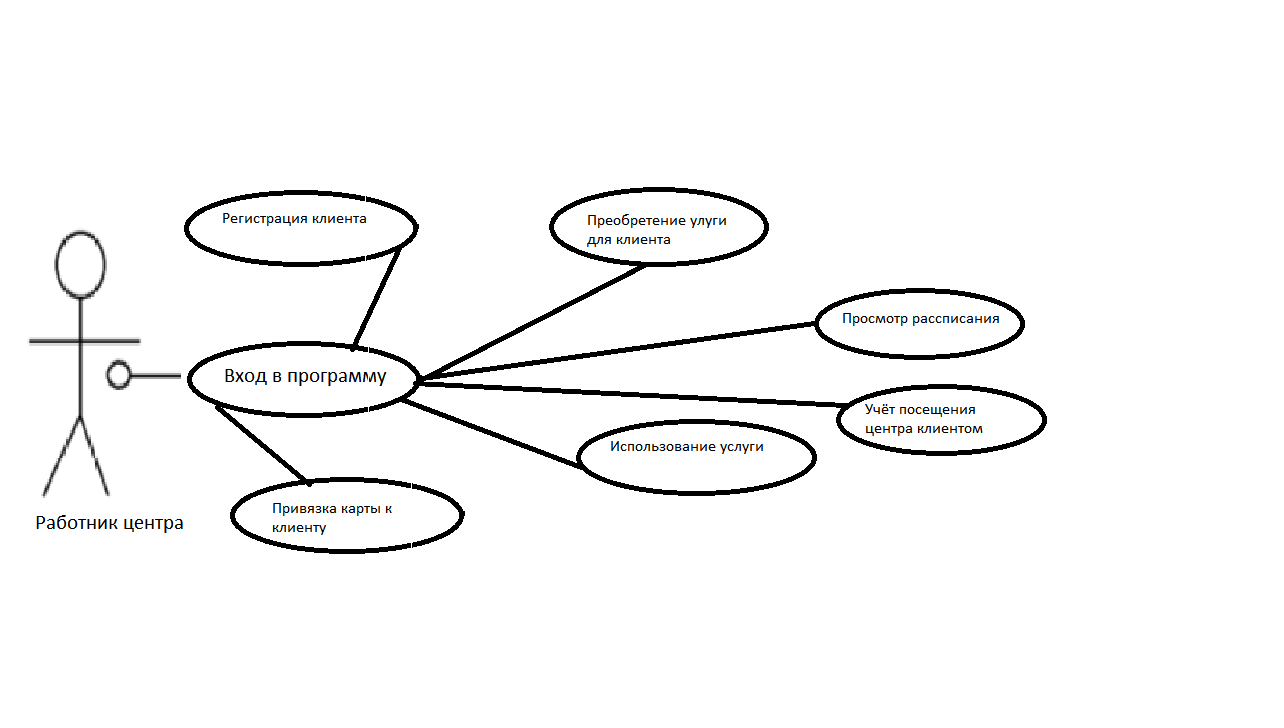 Регистрация клиента
Преобретение улуги
для клиента
Просмотр рассписания
Вход в программу
Учёт посещения
центра клиентом
Использование услуги
Привязка карты к
клиенту
Работник центра